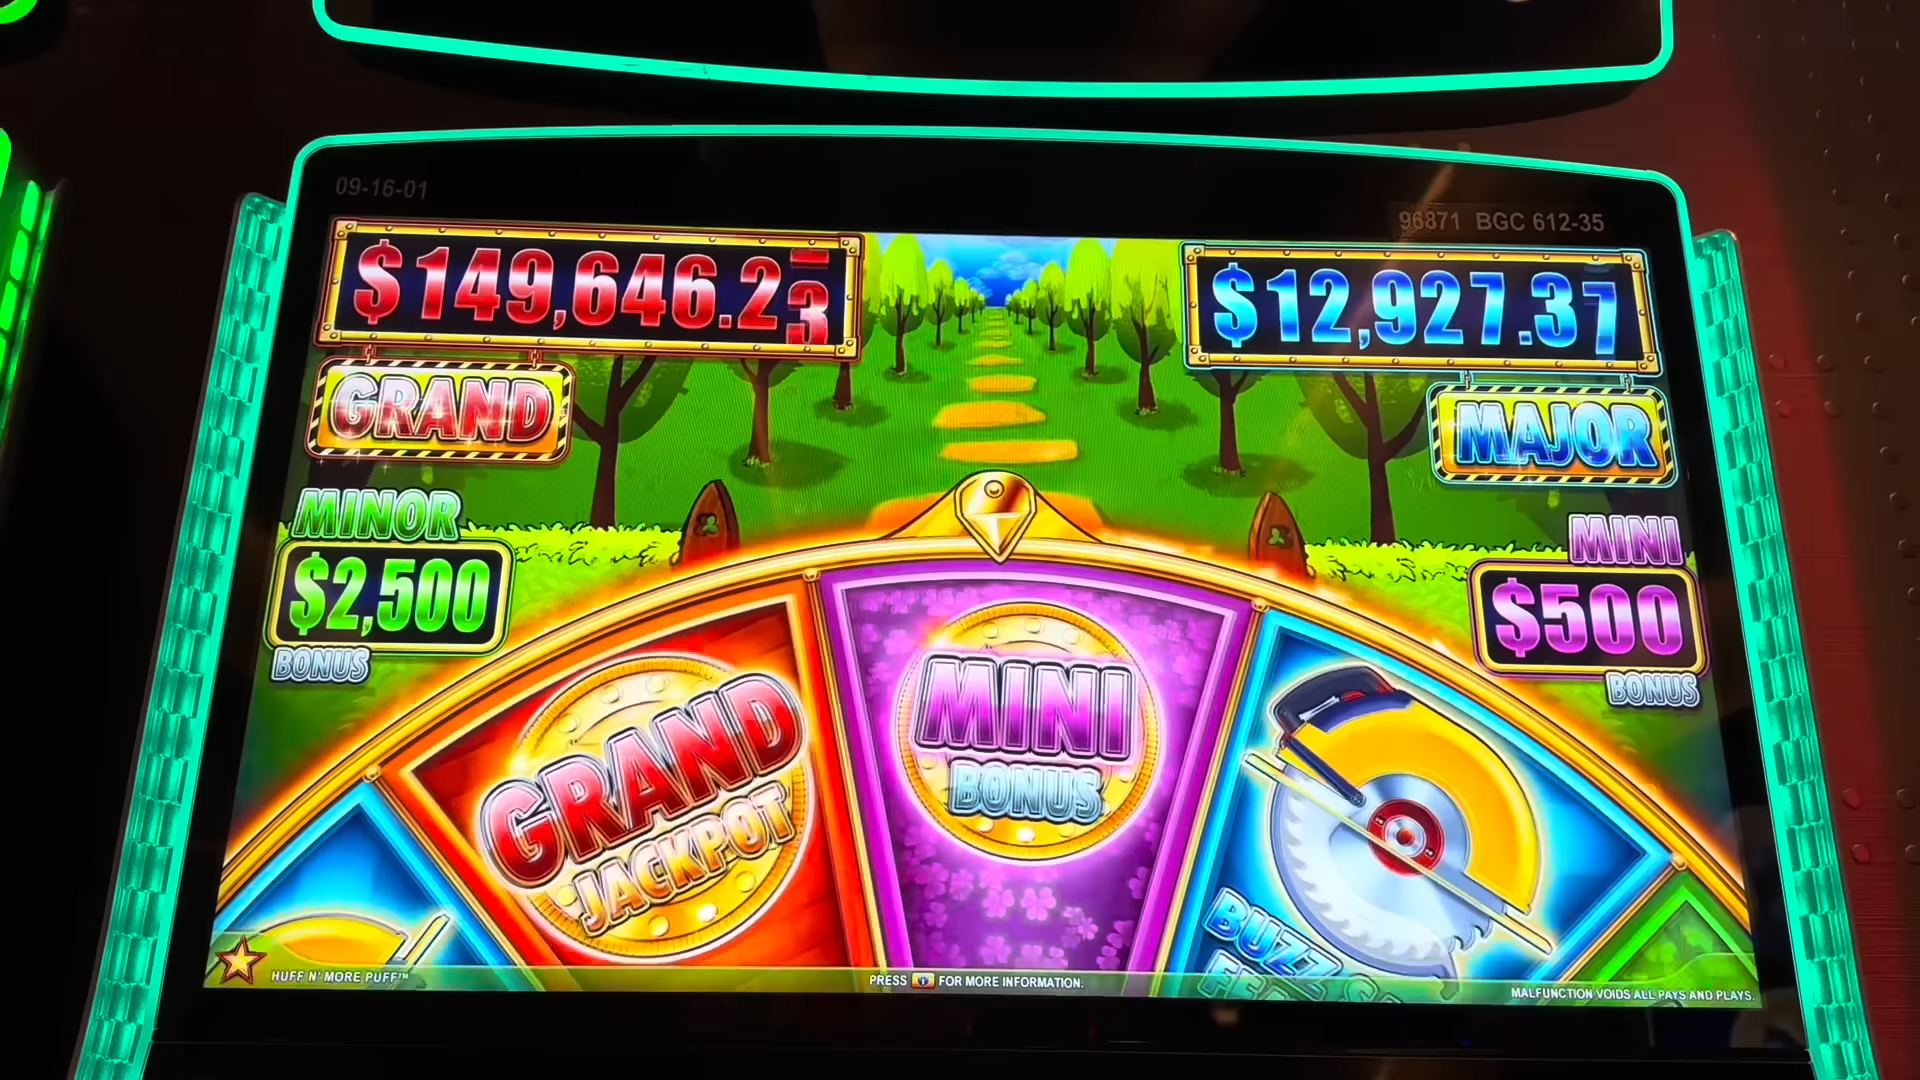 09-16-01
96871 BGC 612-35
$149,646.23
$12,927.37
GRAND
MAJOR
MINOR
$2,500
BONUS
MINI
$500
BONUS
GRAND
JACKPOT
MINI
BONUS
BUZZ
HUFF N' MORE PUFF™
PRESS FOR MORE INFORMATION.
MALFUNCTION VOIDS ALL PAYS AND PLAYS.